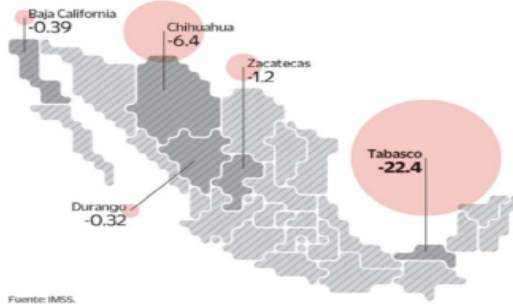 Baja California
-0.39
Chihuahua
-6.4
Zacatecas
-1.2
Tabasco
-22.4
Durango
-0.32
Fuente: IMSS.